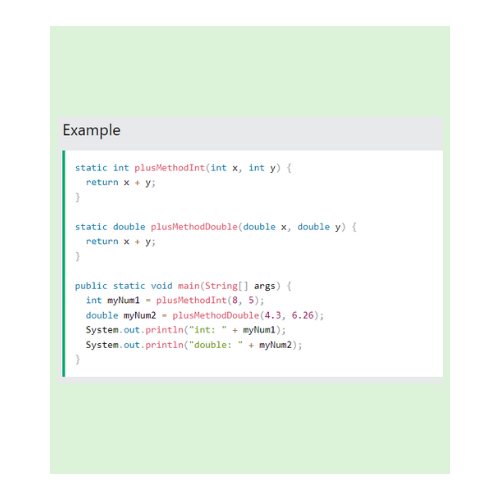 Example
static int plusMethodInt(int x, int y) {
  return x + y;
}
static double plusMethodDouble(double x, double y) {
  return x + y;
}
public static void main(String[] args) {
  int myNum1 = plusMethodInt(8, 5);
  double myNum2 = plusMethodDouble(4.3, 6.26);
  System.out.println("int: " + myNum1);
  System.out.println("double: " + myNum2);
}